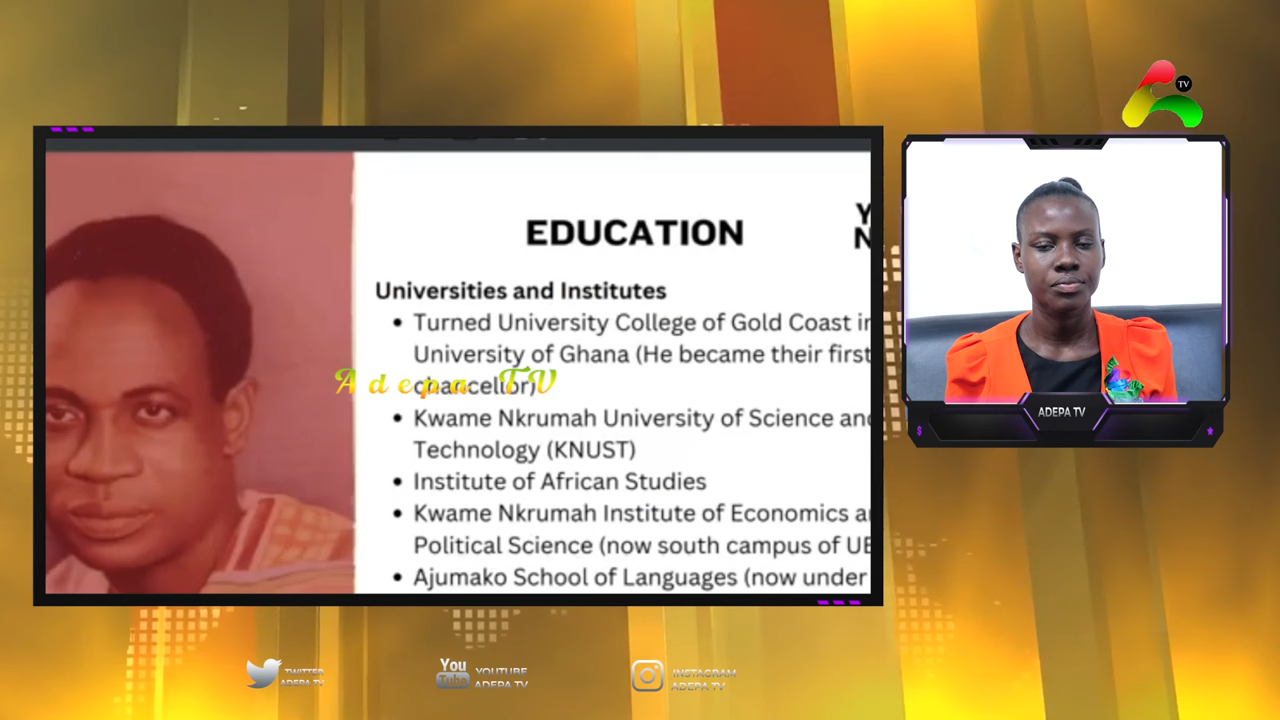 TV
EDUCATION
Y
N
Universities and Institutes
• Turned University College of Gold Coast in
University of Ghana (He became their first
chancellor)
Adepa TV
• Kwame Nkrumah University of Science and
Technology (KNUST)
• Institute of African Studies
• Kwame Nkrumah Institute of Economics a
Political Science (now south campus of UE
• Ajumako School of Languages (now under
ADEPA TV
$
TWITTER
ADEPA TV
You
Tube
YOUTUBE
ADEPA TV
INSTAGRAM
ADEPA TV